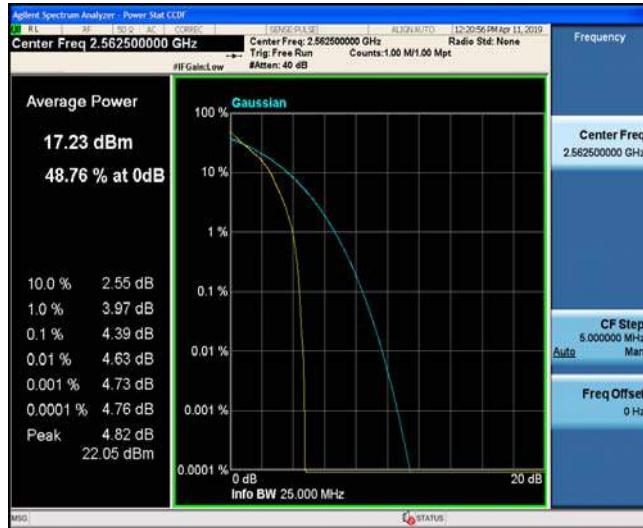 Agilent Spectrum Analyzer - Power Stat CCDF
RL RF 50 Ω AC CORREC SENSE:PULSE ALIGN AUTO 12:20:56 PM Apr 11, 2019
Center Freq 2.562500000 GHz
Center Freq: 2.562500000 GHz Radio Std: None
Trig: Free Run Counts:1.00 M/1.00 Mpt
#IFGain:Low #Atten: 40 dB
Frequency
Average Power
17.23 dBm
48.76 % at 0dB
10.0 % 2.55 dB
1.0 % 3.97 dB
0.1 % 4.39 dB
0.01 % 4.63 dB
0.001 % 4.73 dB
0.0001 % 4.76 dB
Peak 4.82 dB
22.05 dBm
Gaussian
100 %
10 %
1 %
0.1 %
0.01 %
0.001 %
0.0001 %
0 dB 20 dB
Info BW 25.000 MHz
Center Freq
2.562500000 GHz
CF Step
5.000000 MHz
Auto Man
Freq Offset
0 Hz
MSG STATUS